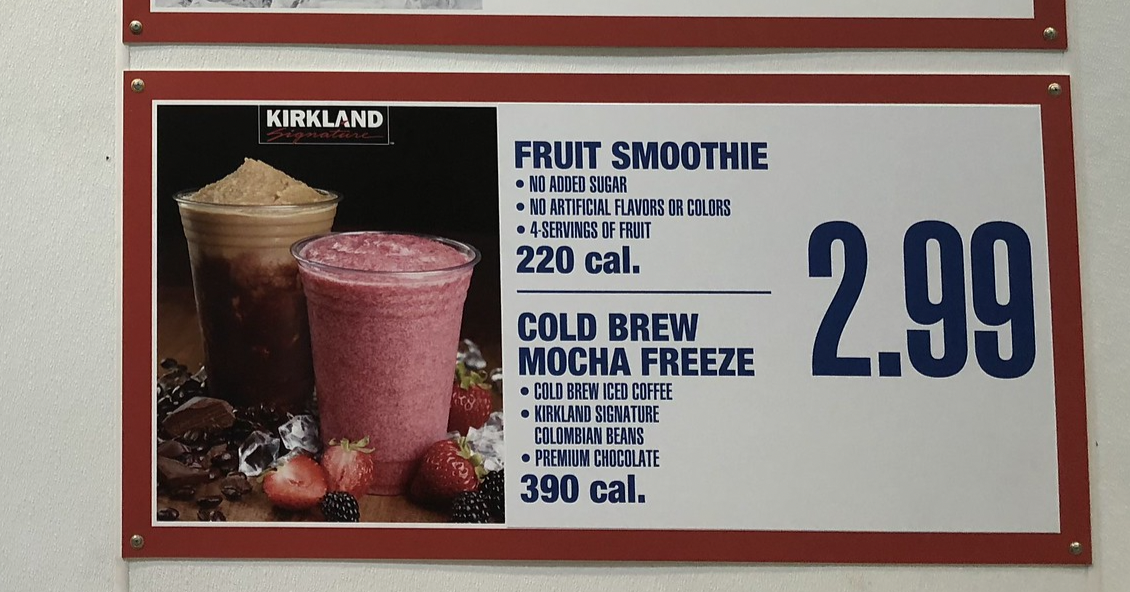 KIRKLAND
Signature
FRUIT SMOOTHIE
• NO ADDED SUGAR
• NO ARTIFICIAL FLAVORS OR COLORS
• 4-SERVINGS OF FRUIT
220 cal.
COLD BREW
MOCHA FREEZE
• COLD BREW ICED COFFEE
• KIRKLAND SIGNATURE
COLOMBIAN BEANS
• PREMIUM CHOCOLATE
390 cal.
2.99